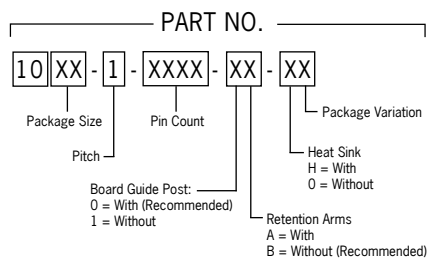 PART NO.
10 XX - 1 - XXXX - XX - XX
Package Size
Pin Count
Package Variation
Pitch
Heat Sink
H = With
0 = Without
Board Guide Post:
0 = With (Recommended)
1 = Without
Retention Arms
A = With
B = Without (Recommended)